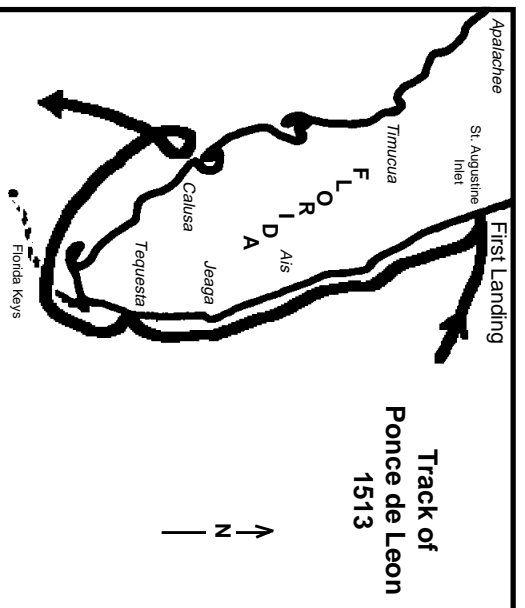 Track of
Ponce de Leon
1513
N
First Landing
St. Augustine
Inlet
Apalachee
Timucua
FLORIDA
Ais
Jeaga
Calusa
Tequesta
Florida Keys